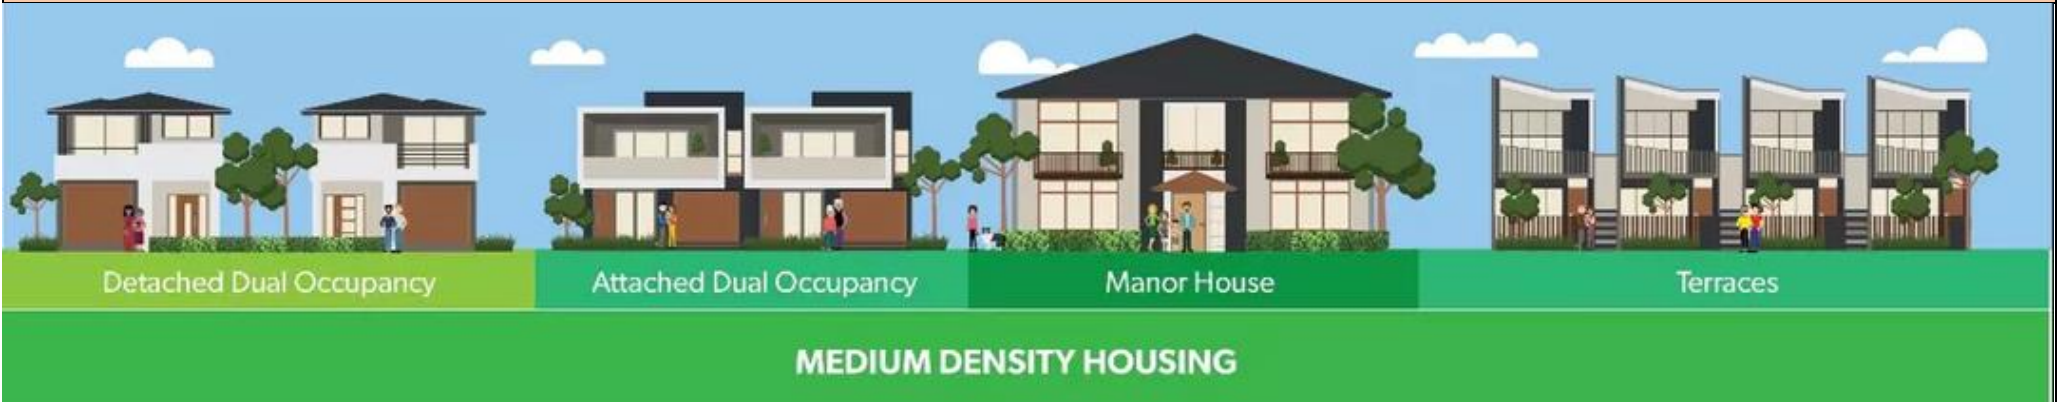 Detached Dual Occupancy
Attached Dual Occupancy
Manor House
Terraces
MEDIUM DENSITY HOUSING